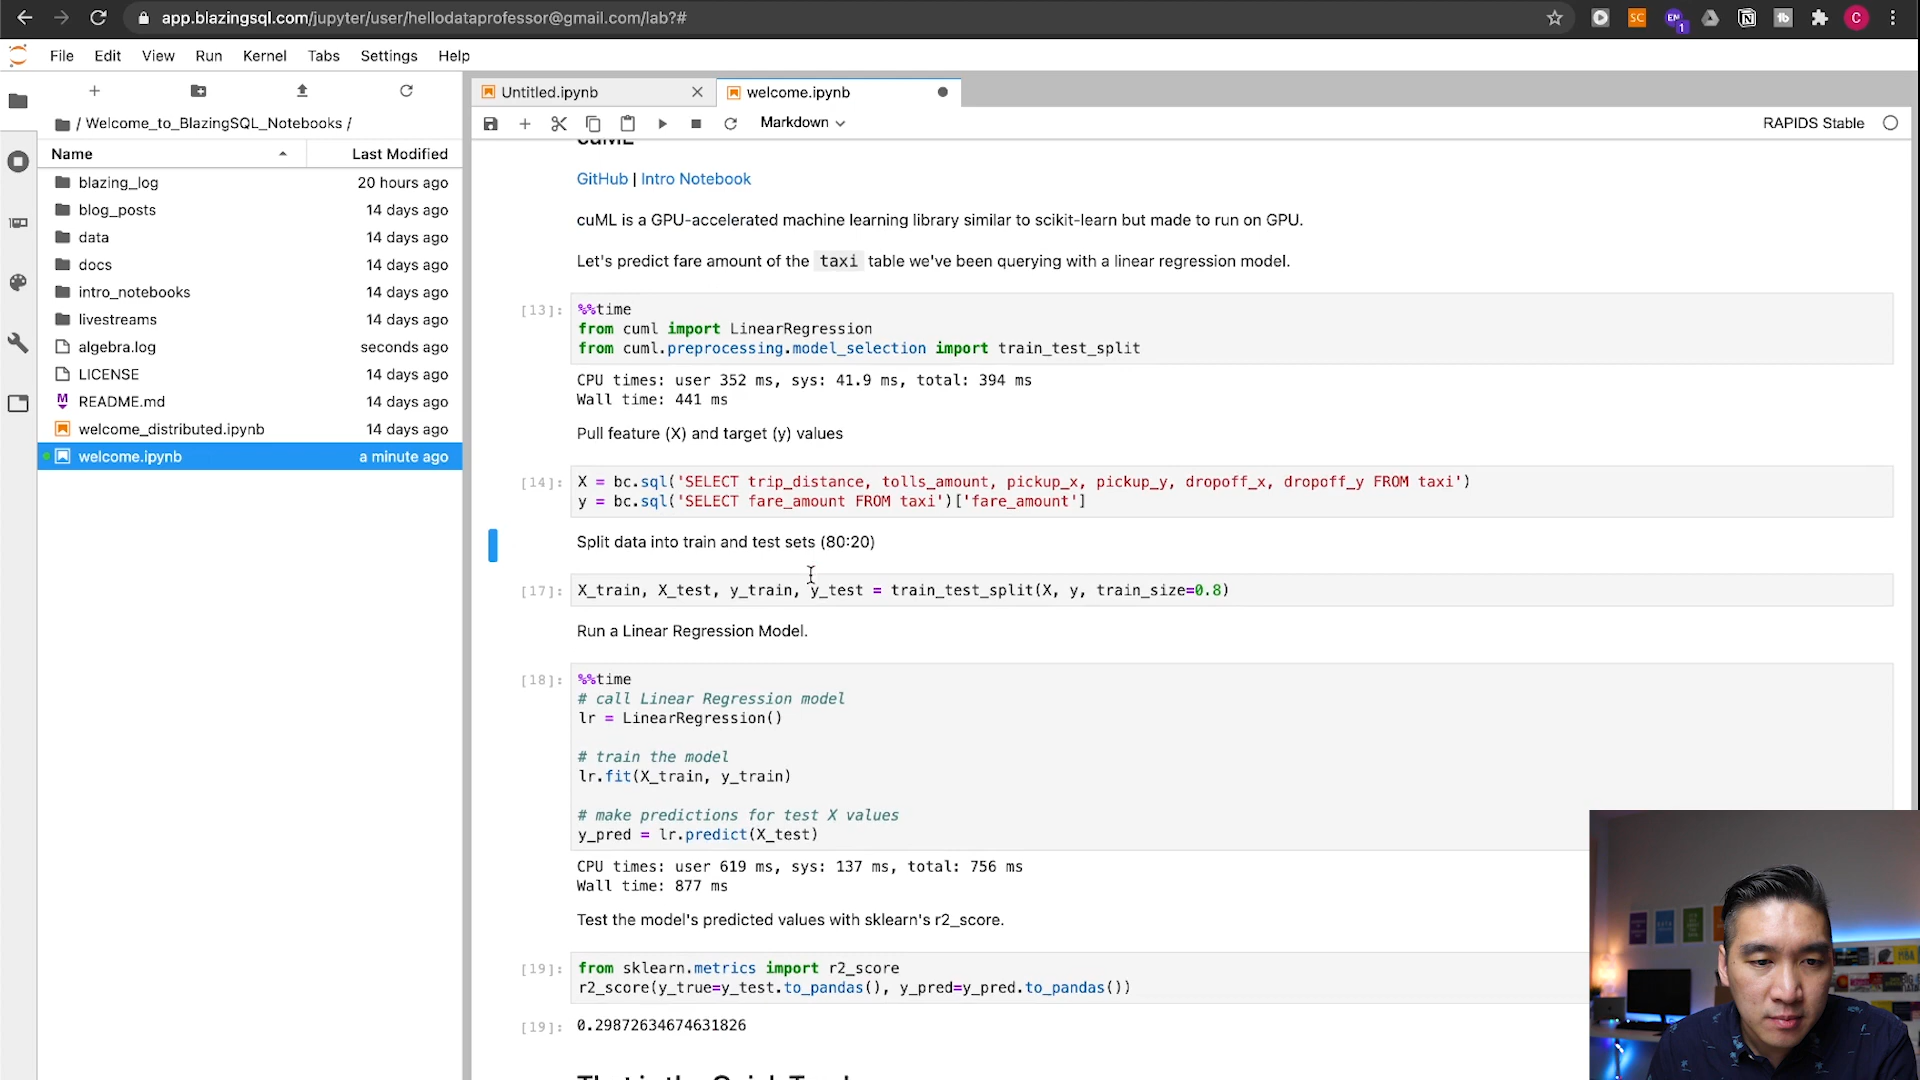 app.blazingsql.com/jupyter/user/hellodataprofessor@gmail.com/lab?#
SC
EN
1
C
File Edit View Run Kernel Tabs Settings Help
Untitled.ipynb
welcome.ipynb
/ Welcome_to_BlazingSQL_Notebooks /
Markdown
RAPIDS Stable
Name Last Modified
blazing_log 20 hours ago
blog_posts 14 days ago
data 14 days ago
docs 14 days ago
intro_notebooks 14 days ago
livestreams 14 days ago
algebra.log seconds ago
LICENSE 14 days ago
README.md 14 days ago
welcome_distributed.ipynb 14 days ago
welcome.ipynb a minute ago
cuML
GitHub | Intro Notebook
cuML is a GPU-accelerated machine learning library similar to scikit-learn but made to run on GPU.
Let's predict fare amount of the taxi table we've been querying with a linear regression model.
[13]: %%time
from cuml import LinearRegression
from cuml.preprocessing.model_selection import train_test_split
CPU times: user 352 ms, sys: 41.9 ms, total: 394 ms
Wall time: 441 ms
Pull feature (X) and target (y) values
[14]: X = bc.sql('SELECT trip_distance, tolls_amount, pickup_x, pickup_y, dropoff_x, dropoff_y FROM taxi')
y = bc.sql('SELECT fare_amount FROM taxi')['fare_amount']
Split data into train and test sets (80:20)
[17]: X_train, X_test, y_train, y_test = train_test_split(X, y, train_size=0.8)
Run a Linear Regression Model.
[18]: %%time
# call Linear Regression model
lr = LinearRegression()
# train the model
lr.fit(X_train, y_train)
# make predictions for test X values
y_pred = lr.predict(X_test)
CPU times: user 619 ms, sys: 137 ms, total: 756 ms
Wall time: 877 ms
Test the model's predicted values with sklearn's r2_score.
[19]: from sklearn.metrics import r2_score
r2_score(y_true=y_test.to_pandas(), y_pred=y_pred.to_pandas())
[19]: 0.29872634674631826